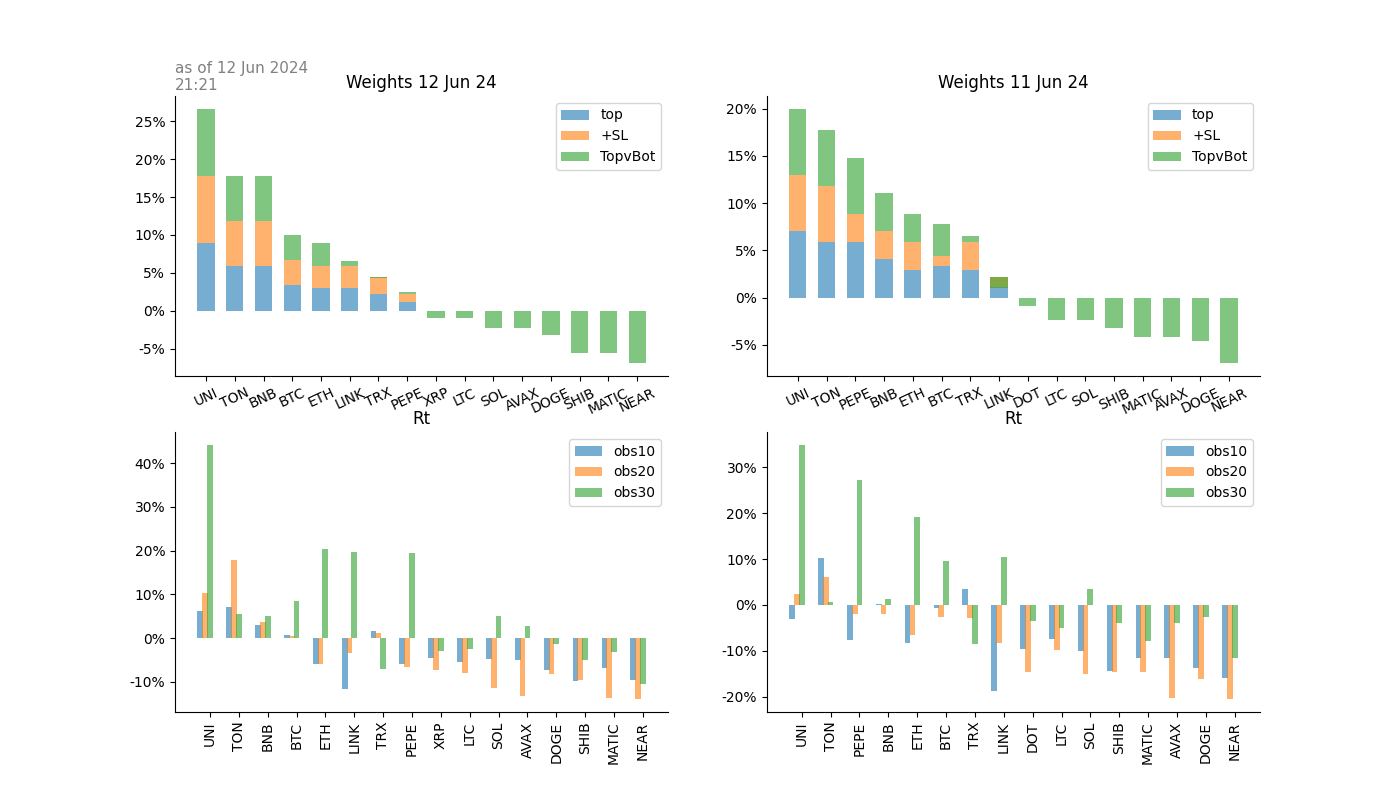 as of 12 Jun 2024
21:21
Weights 12 Jun 24
25%
20%
15%
10%
5%
0%
-5%
top
+SL
TopvBot
UNI TON BNB BTC ETH LINK TRX PEPE XRP LTC SOL AVAX DOGE SHIB MATIC NEAR
Weights 11 Jun 24
20%
15%
10%
5%
0%
-5%
top
+SL
TopvBot
UNI TON PEPE BNB ETH BTC TRX LINK DOT LTC SOL SHIB MATIC AVAX DOGE NEAR
Rt
40%
30%
20%
10%
0%
-10%
obs10
obs20
obs30
UNI TON BNB BTC ETH LINK TRX PEPE XRP LTC SOL AVAX DOGE SHIB MATIC NEAR
Rt
30%
20%
10%
0%
-10%
-20%
obs10
obs20
obs30
UNI TON PEPE BNB ETH BTC TRX LINK DOT LTC SOL SHIB MATIC AVAX DOGE NEAR